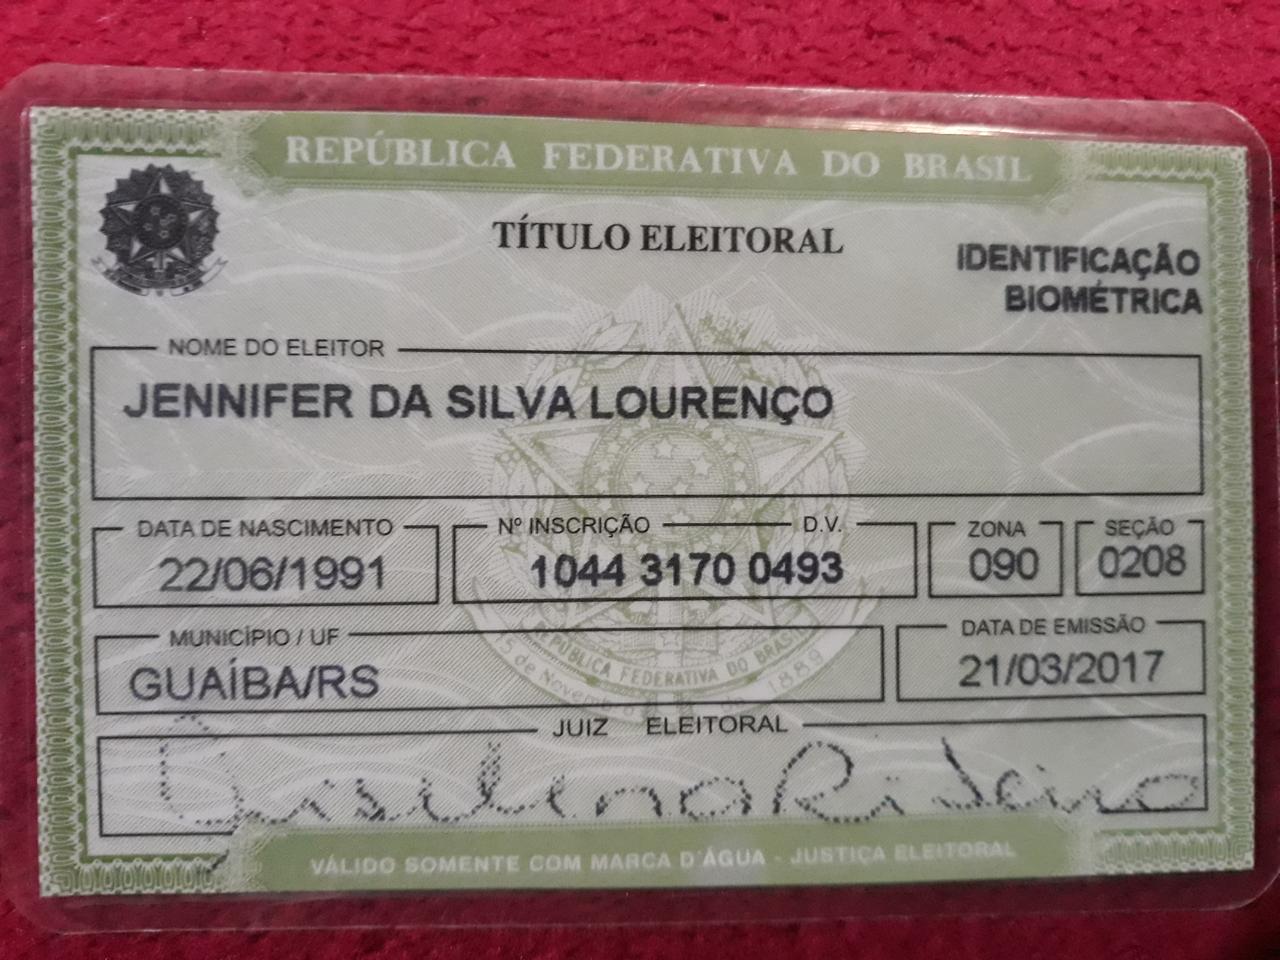 REPÚBLICA FEDERATIVA DO BRASIL
TÍTULO ELEITORAL
IDENTIFICAÇÃO
BIOMÉTRICA
NOME DO ELEITOR
JENNIFER DA SILVA LOURENÇO
DATA DE NASCIMENTO
22/06/1991
Nº INSCRIÇÃO D.V.
1044 3170 0493
ZONA
090
SEÇÃO
0208
MUNICÍPIO / UF
GUAÍBA/RS
DATA DE EMISSÃO
21/03/2017
REPÚBLICA FEDERATIVA DO BRASIL
15 de Novembro de 1889
JUIZ ELEITORAL
VÁLIDO SOMENTE COM MARCA D'ÁGUA - JUSTIÇA ELEITORAL